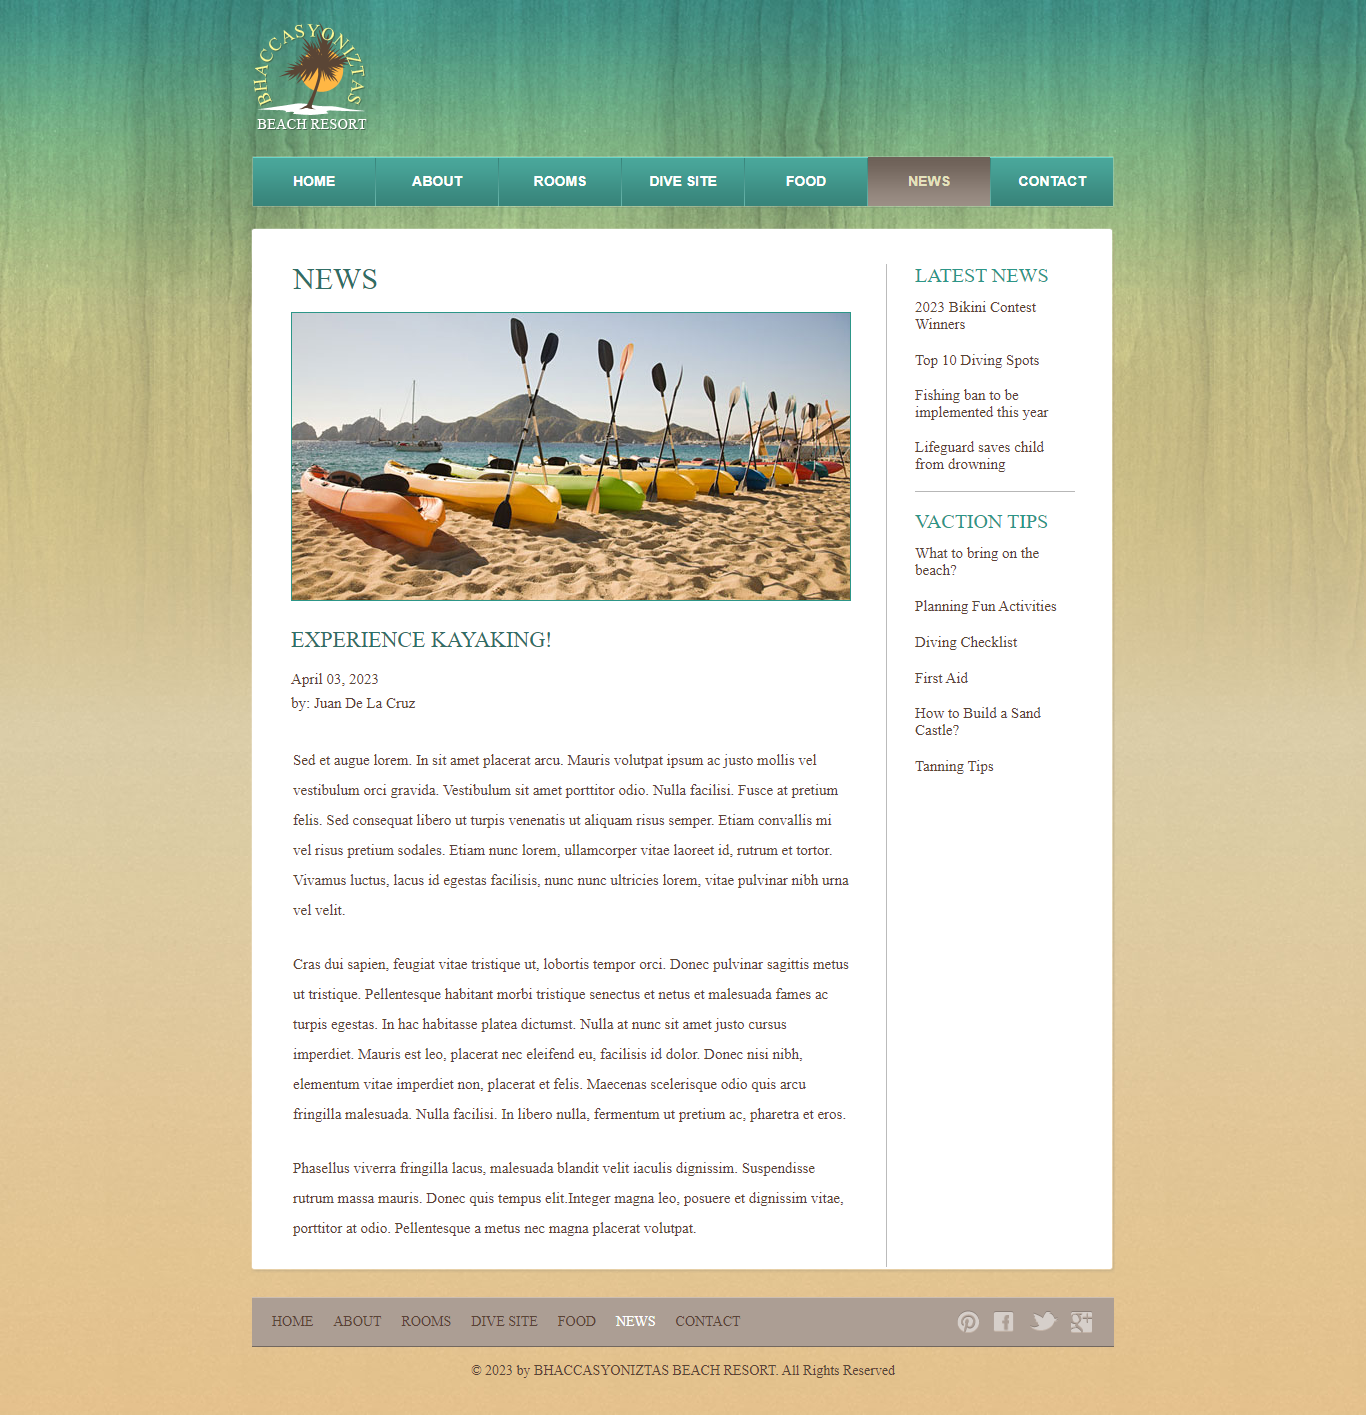 BHACCASYONIZTAS
BEACH RESORT
HOME ABOUT ROOMS DIVE SITE FOOD NEWS CONTACT
NEWS
EXPERIENCE KAYAKING!
April 03, 2023
by: Juan De La Cruz
Sed et augue lorem. In sit amet placerat arcu. Mauris volutpat ipsum ac justo mollis vel
vestibulum orci gravida. Vestibulum sit amet porttitor odio. Nulla facilisi. Fusce at pretium
felis. Sed consequat libero ut turpis venenatis ut aliquam risus semper. Etiam convallis mi
vel risus pretium sodales. Etiam nunc lorem, ullamcorper vitae laoreet id, rutrum et tortor.
Vivamus luctus, lacus id egestas facilisis, nunc nunc ultricies lorem, vitae pulvinar nibh urna
vel velit.
Cras dui sapien, feugiat vitae tristique ut, lobortis tempor orci. Donec pulvinar sagittis metus
ut tristique. Pellentesque habitant morbi tristique senectus et netus et malesuada fames ac
turpis egestas. In hac habitasse platea dictumst. Nulla at nunc sit amet justo cursus
imperdiet. Mauris est leo, placerat nec eleifend eu, facilisis id dolor. Donec nisi nibh,
elementum vitae imperdiet non, placerat et felis. Maecenas scelerisque odio quis arcu
fringilla malesuada. Nulla facilisi. In libero nulla, fermentum ut pretium ac, pharetra et eros.
Phasellus viverra fringilla lacus, malesuada blandit velit iaculis dignissim. Suspendisse
rutrum massa mauris. Donec quis tempus elit.Integer magna leo, posuere et dignissim vitae,
porttitor at odio. Pellentesque a metus nec magna placerat volutpat.
LATEST NEWS
2023 Bikini Contest
Winners
Top 10 Diving Spots
Fishing ban to be
implemented this year
Lifeguard saves child
from drowning
VACTION TIPS
What to bring on the
beach?
Planning Fun Activities
Diving Checklist
First Aid
How to Build a Sand
Castle?
Tanning Tips
HOME ABOUT ROOMS DIVE SITE FOOD NEWS CONTACT
© 2023 by BHACCASYONIZTAS BEACH RESORT. All Rights Reserved